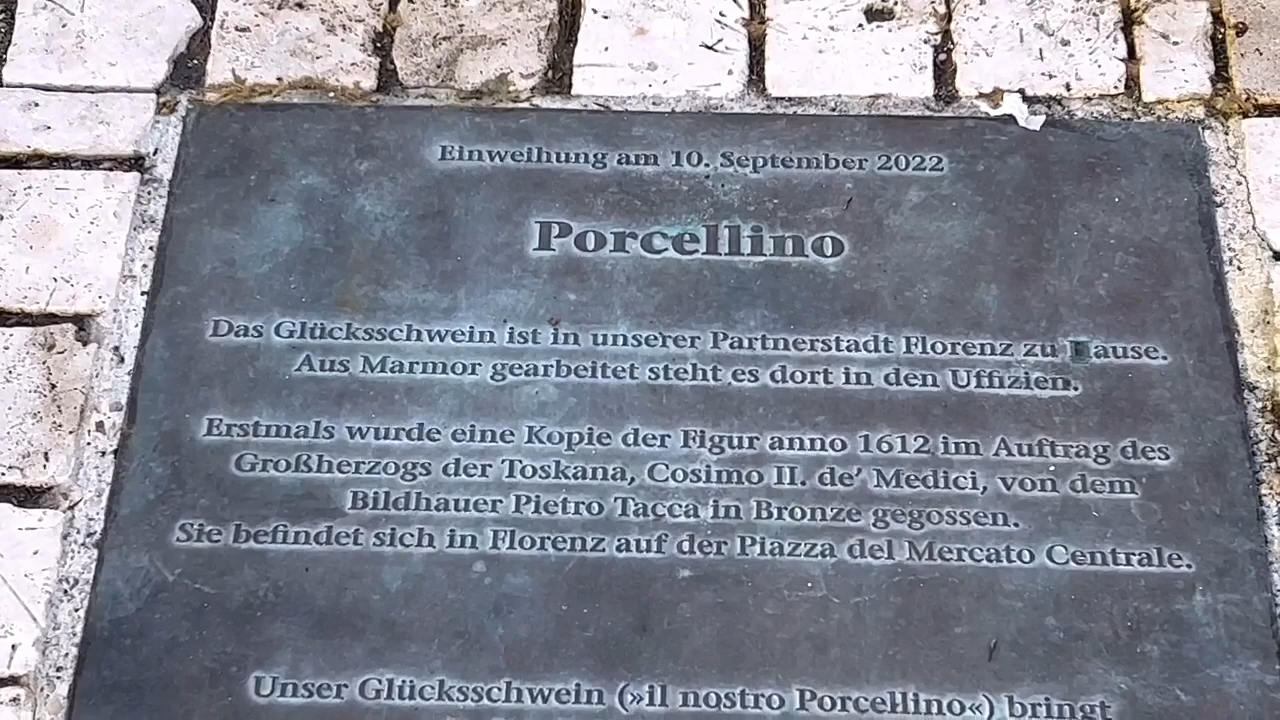 Einweihung am 10. September 2022
Porcellino
Das Glücksschwein ist in unserer Partnerstadt Florenz zu Hause.
Aus Marmor gearbeitet steht es dort in den Uffizien.
Erstmals wurde eine Kopie der Figur anno 1612 im Auftrag des
Großherzogs der Toskana, Cosimo II. de’ Medici, von dem
Bildhauer Pietro Tacca in Bronze gegossen.
Sie befindet sich in Florenz auf der Piazza del Mercato Centrale.
Unser Glücksschwein (»il nostro Porcellino«) bringt